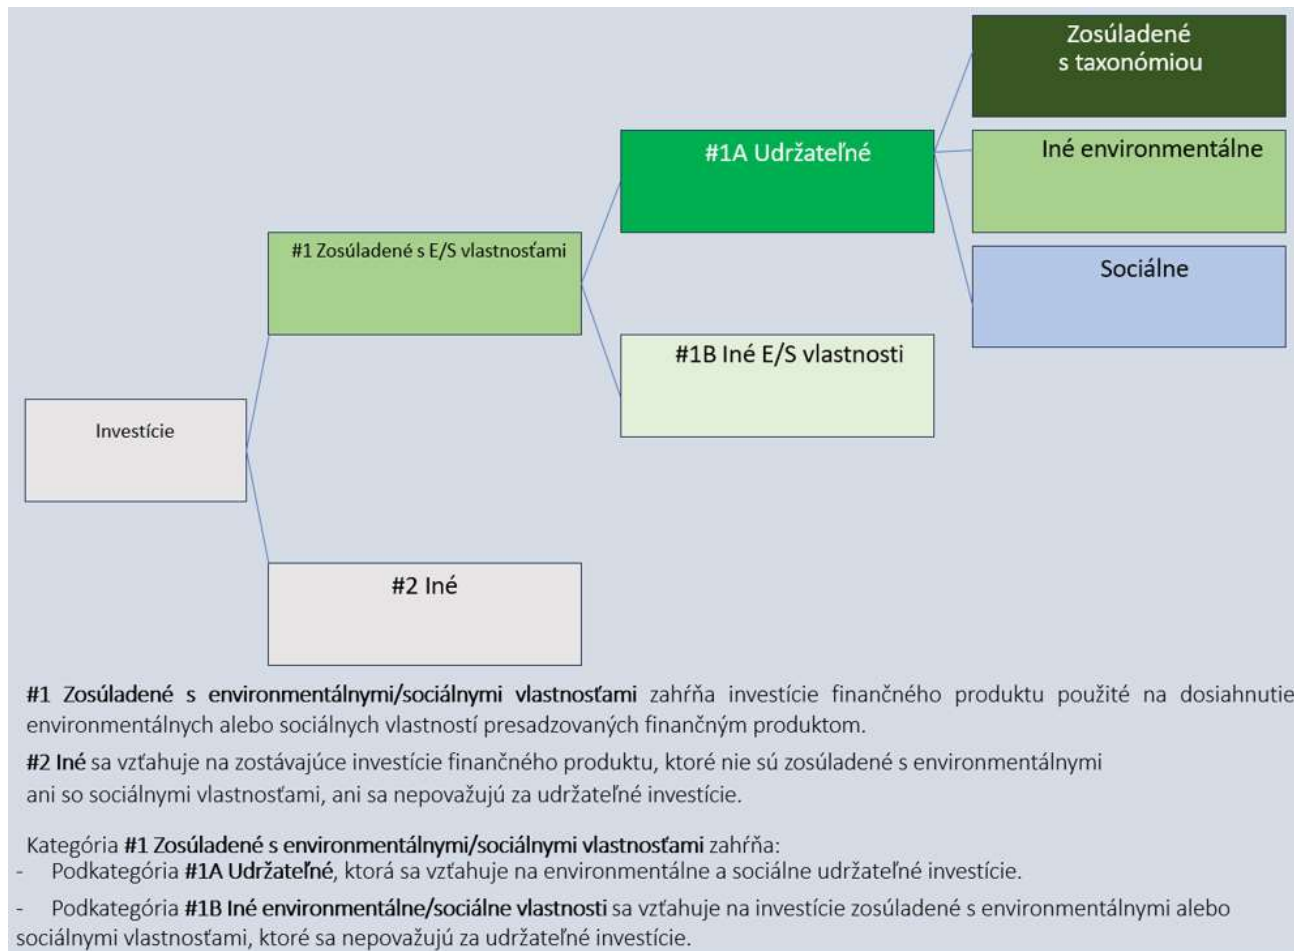 Zosúladené
s taxonómiou
#1A Udržateľné
Iné environmentálne
#1 Zosúladené s E/S vlastnosťami
Sociálne
#1B Iné E/S vlastnosti
Investície
#2 Iné
#1 Zosúladené s environmentálnymi/sociálnymi vlastnosťami zahŕňa investície finančného produktu použité na dosiahnutie
environmentálnych alebo sociálnych vlastností presadzovaných finančným produktom.
#2 Iné sa vzťahuje na zostávajúce investície finančného produktu, ktoré nie sú zosúladené s environmentálnymi
ani so sociálnymi vlastnosťami, ani sa nepovažujú za udržateľné investície.
Kategória #1 Zosúladené s environmentálnymi/sociálnymi vlastnosťami zahŕňa:
- Podkategória #1A Udržateľné, ktorá sa vzťahuje na environmentálne a sociálne udržateľné investície.
- Podkategória #1B Iné environmentálne/sociálne vlastnosti sa vzťahuje na investície zosúladené s environmentálnymi alebo
sociálnymi vlastnosťami, ktoré sa nepovažujú za udržateľné investície.